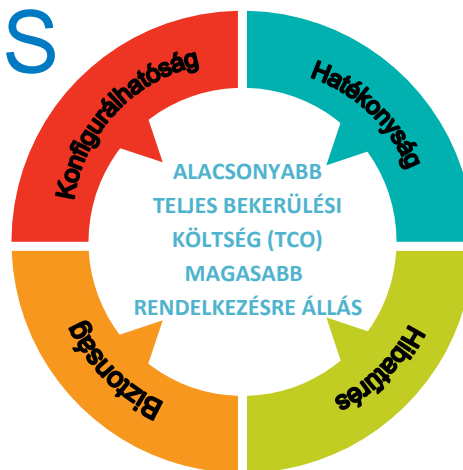 S
Konfigurálhatóság
Hatékonyság
ALACSONYABB
TELJES BEKERÜLÉSI
KÖLTSÉG (TCO)
MAGASABB
RENDELKEZÉSRE ÁLLÁS
Biztonság
Hibatűrés